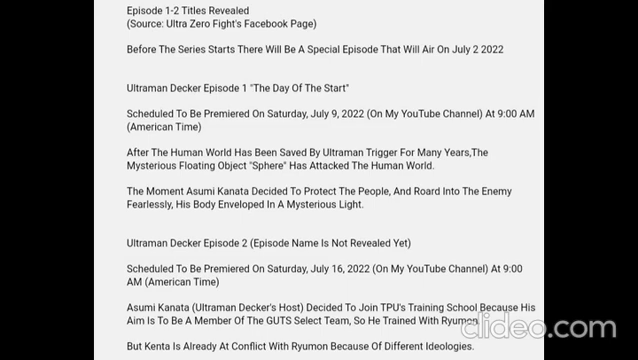 Episode 1-2 Titles Revealed
(Source: Ultra Zero Fight's Facebook Page)
Before The Series Starts There Will Be A Special Episode That Will Air On July 2 2022
Ultraman Decker Episode 1 "The Day Of The Start"
Scheduled To Be Premiered On Saturday, July 9, 2022 (On My YouTube Channel) At 9:00 AM
(American Time)
After The Human World Has Been Saved By Ultraman Trigger For Many Years,The
Mysterious Floating Object "Sphere" Has Attacked The Human World.
The Moment Asumi Kanata Decided To Protect The People, And Roard Into The Enemy
Fearlessly, His Body Enveloped In A Mysterious Light.
Ultraman Decker Episode 2 (Episode Name Is Not Revealed Yet)
Scheduled To Be Premiered On Saturday, July 16, 2022 (On My YouTube Channel) At 9:00
AM (American Time)
Asumi Kanata (Ultraman Decker's Host) Decided To Join TPU's Training School Because His
Aim Is To Be A Member Of The GUTS Select Team, So He Trained With Ryumon.
But Kenta Is Already At Conflict With Ryumon Because Of Different Ideologies.
clideo.com